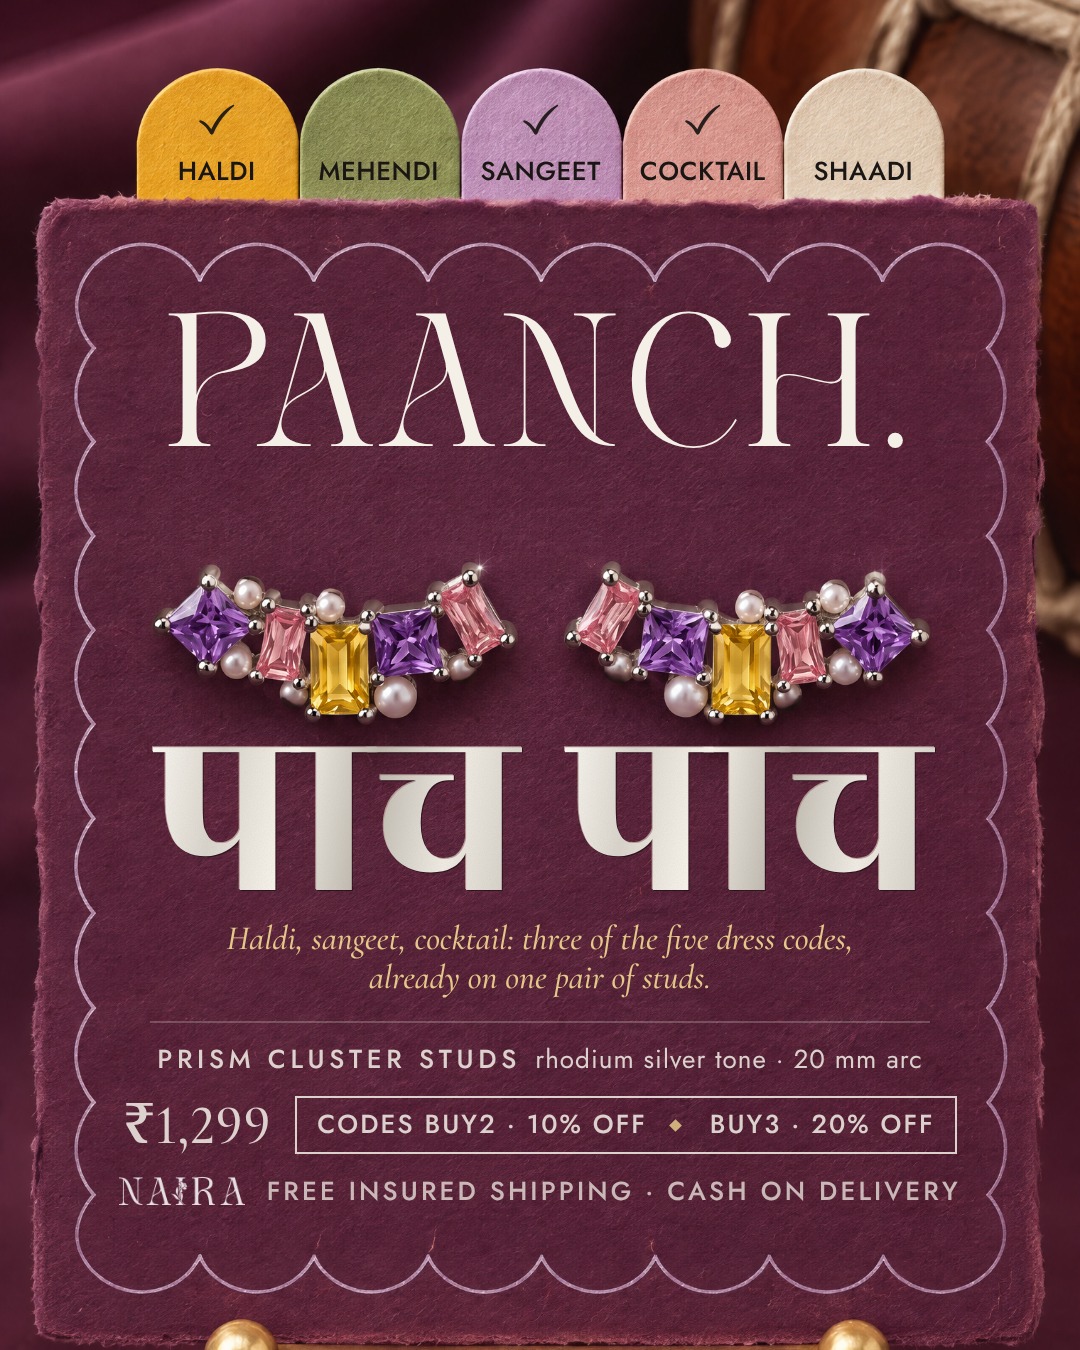 HALDI MEHENDI SANGEET COCKTAIL SHAADI
PAANCH.
पाच पाच
Haldi, sangeet, cocktail: three of the five dress codes,
already on one pair of studs.
PRISM CLUSTER STUDS rhodium silver tone · 20 mm arc
₹1,299 CODES BUY2 · 10% OFF ◆ BUY3 · 20% OFF
NAIRA FREE INSURED SHIPPING · CASH ON DELIVERY